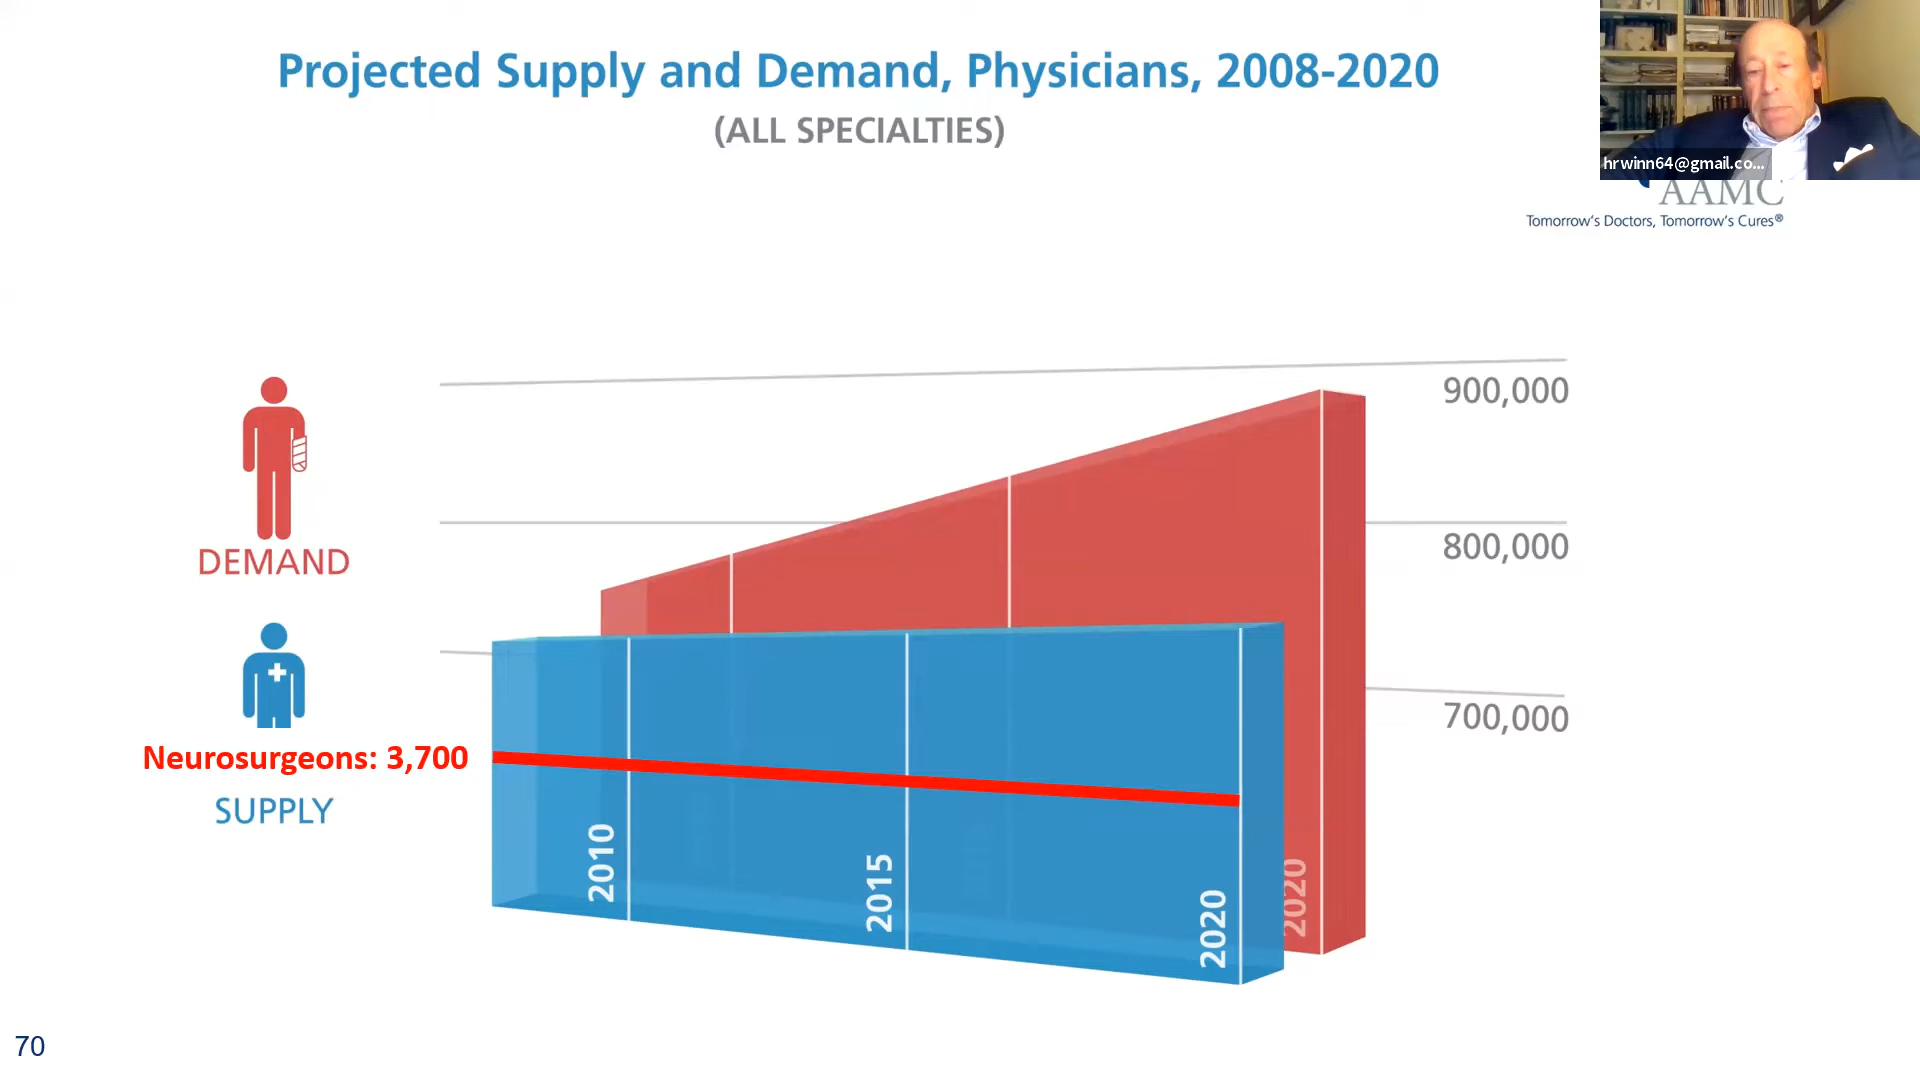 Projected Supply and Demand, Physicians, 2008-2020
(ALL SPECIALTIES)
hrwinn64@gmail.co...
AAMC
Tomorrow's Doctors, Tomorrow's Cures®
900,000
800,000
700,000
DEMAND
Neurosurgeons: 3,700
SUPPLY
2010
2015
2020
2020
70